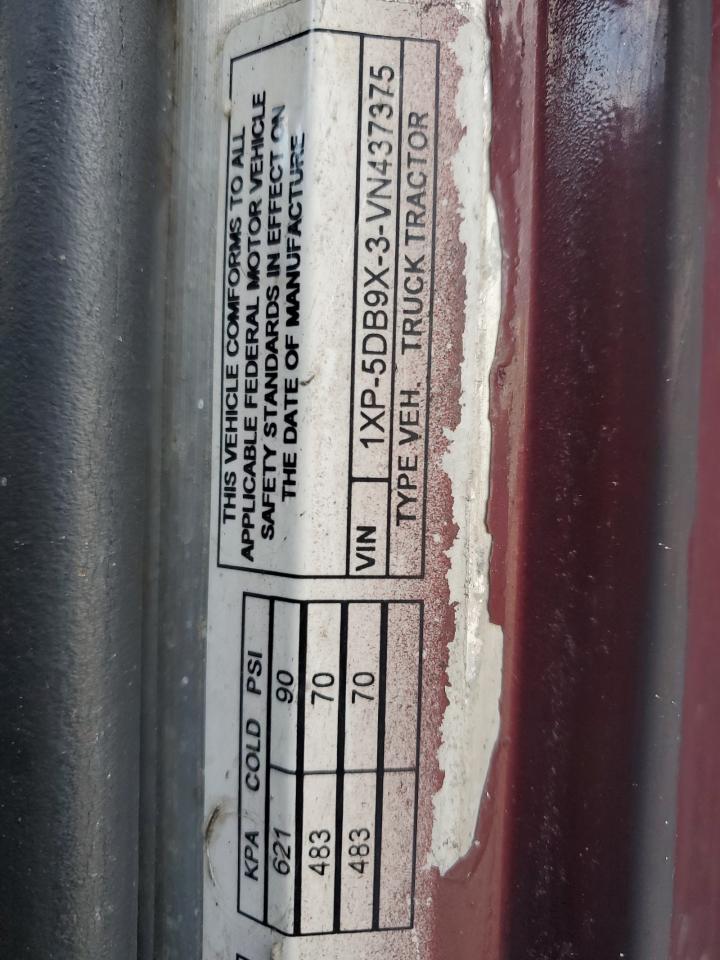 THIS VEHICLE COMFORMS TO ALL
APPLICABLE FEDERAL MOTOR VEHICLE
SAFETY STANDARDS IN EFFECT ON
THE DATE OF MANUFACTURE
VIN 1XP-5DB9X-3-VN437375
TYPE VEH. TRUCK TRACTOR
KPA COLD PSI
621 90
483 70
483 70